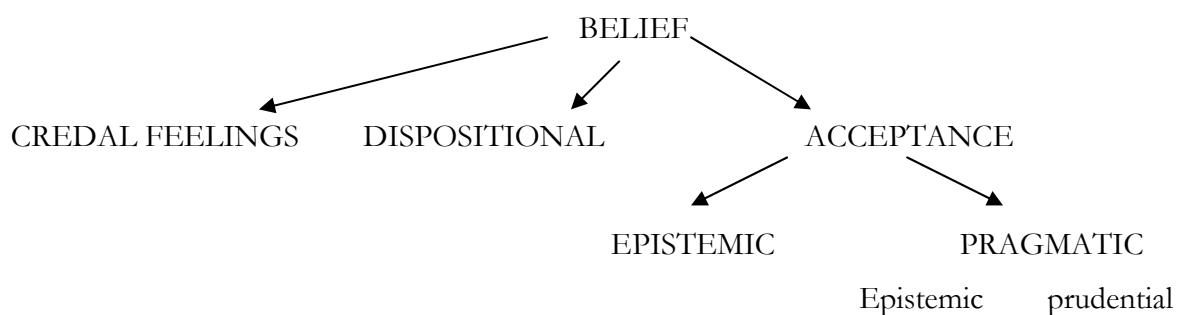 BELIEF
CREDAL FEELINGS DISPOSITIONAL ACCEPTANCE
EPISTEMIC PRAGMATIC
Epistemic prudential